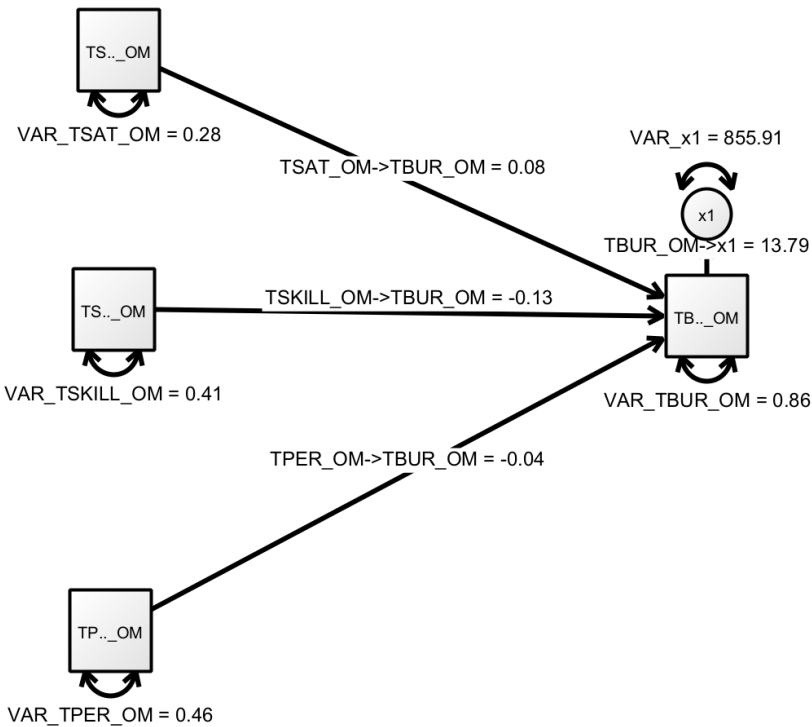 TS.._OM
VAR_TSAT_OM = 0.28
VAR_x1 = 855.91
TSAT_OM->TBUR_OM = 0.08
x1
TBUR_OM->x1 = 13.79
TS.._OM
TSKILL_OM->TBUR_OM = -0.13
TB.._OM
VAR_TSKILL_OM = 0.41
VAR_TBUR_OM = 0.86
TPER_OM->TBUR_OM = -0.04
TP.._OM
VAR_TPER_OM = 0.46